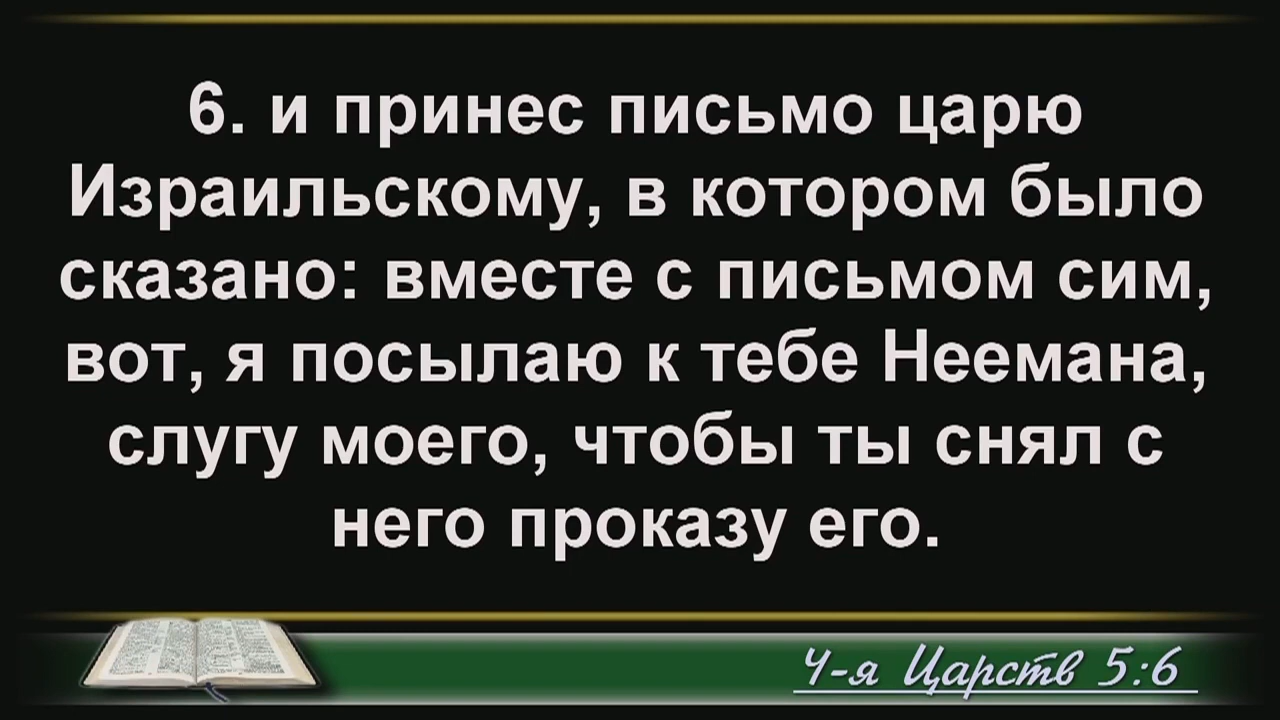 6. и принес письмо царю
Израильскому, в котором было
сказано: вместе с письмом сим,
вот, я посылаю к тебе Неемана,
слугу моего, чтобы ты снял с
него проказу его.
4-я Царств 5:6